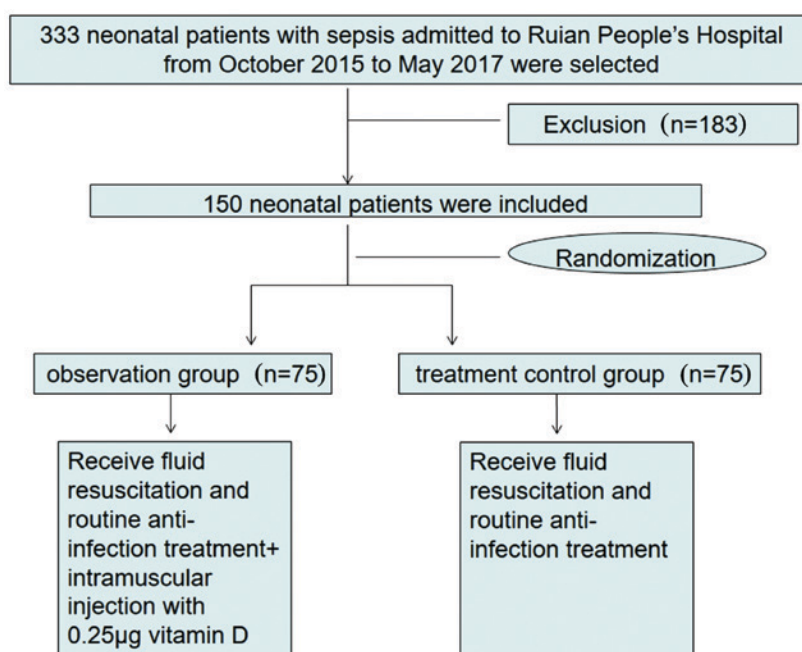 333 neonatal patients with sepsis admitted to Ruian People's Hospital
from October 2015 to May 2017 were selected
Exclusion (n=183)
150 neonatal patients were included
Randomization
observation group (n=75)
treatment control group (n=75)
Receive fluid
resuscitation and
routine anti-
infection treatment+
intramuscular
injection with
0.25μg vitamin D
Receive fluid
resuscitation and
routine anti-
infection treatment